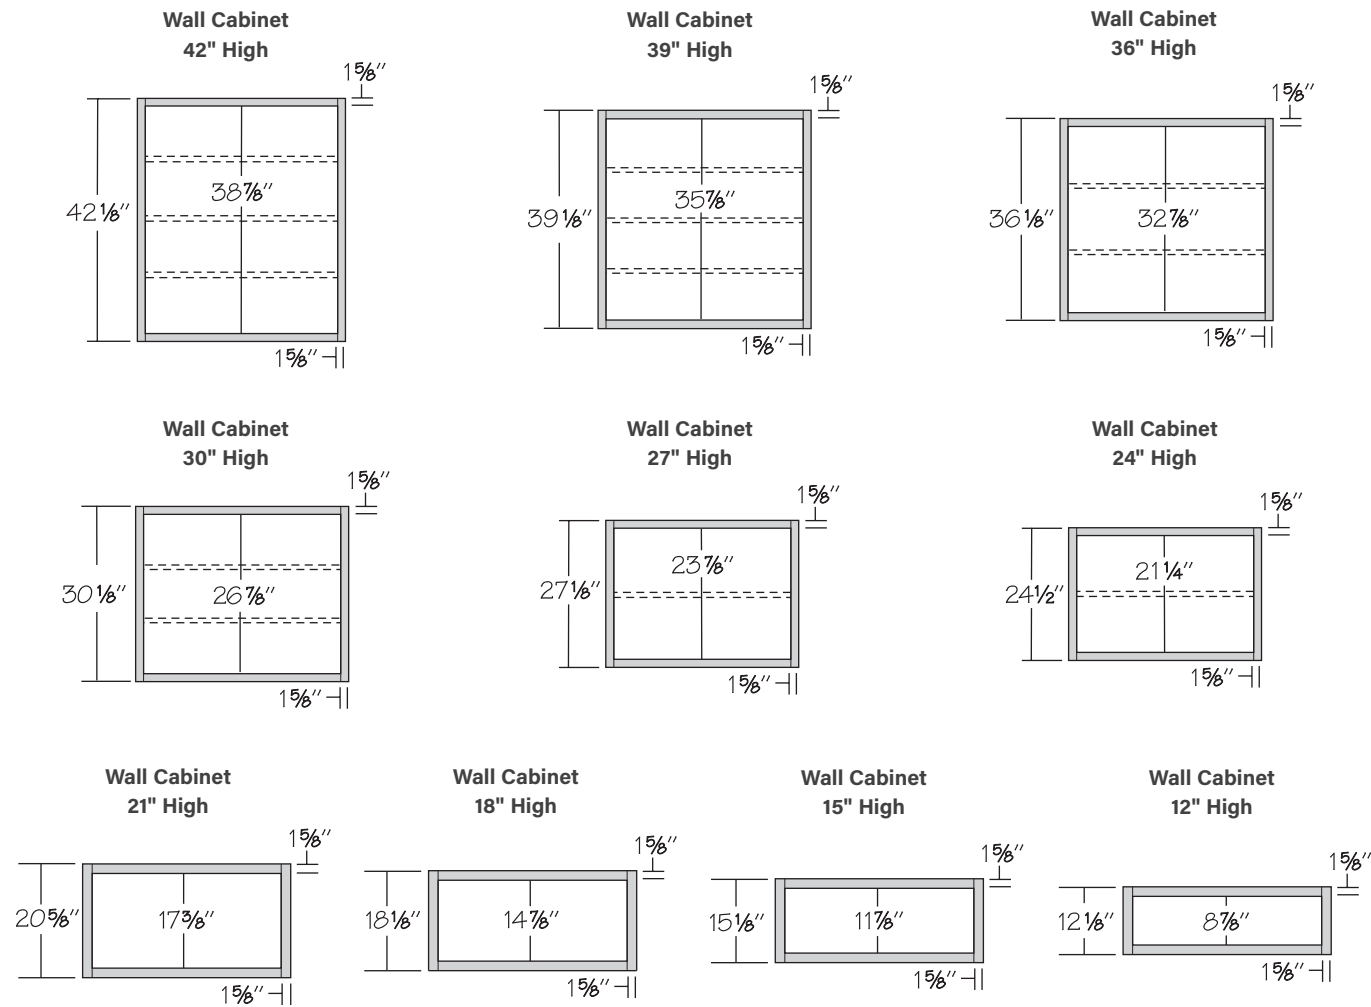 Wall Cabinet
42" High
1⅝"
42⅛"
38⅞"
1⅝"
Wall Cabinet
39" High
1⅝"
39⅛"
35⅞"
1⅝"
Wall Cabinet
36" High
1⅝"
36⅛"
32⅞"
1⅝"
Wall Cabinet
30" High
1⅝"
30⅛"
26⅞"
1⅝"
Wall Cabinet
27" High
1⅝"
27⅛"
23⅞"
1⅝"
Wall Cabinet
24" High
1⅝"
24½"
21¼"
1⅝"
Wall Cabinet
21" High
1⅝"
20⅝"
17⅜"
1⅝"
Wall Cabinet
18" High
1⅝"
18⅛"
14⅞"
1⅝"
Wall Cabinet
15" High
1⅝"
15⅛"
11⅞"
1⅝"
Wall Cabinet
12" High
1⅝"
12⅛"
8⅞"
1⅝"